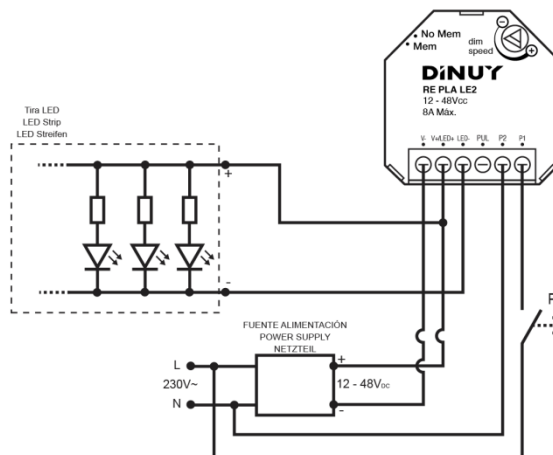 No Mem
Mem
dim
speed
-
+
DiNUY
RE PLA LE2
12 - 48Vcc
8A Máx.
V- V+/LED+ LED- PUL P2 P1
Tira LED
LED Strip
LED Streifen
+
-
FUENTE ALIMENTACIÓN
POWER SUPPLY
NETZTEIL
L
230V~
N
+
12 - 48VDC
-
P